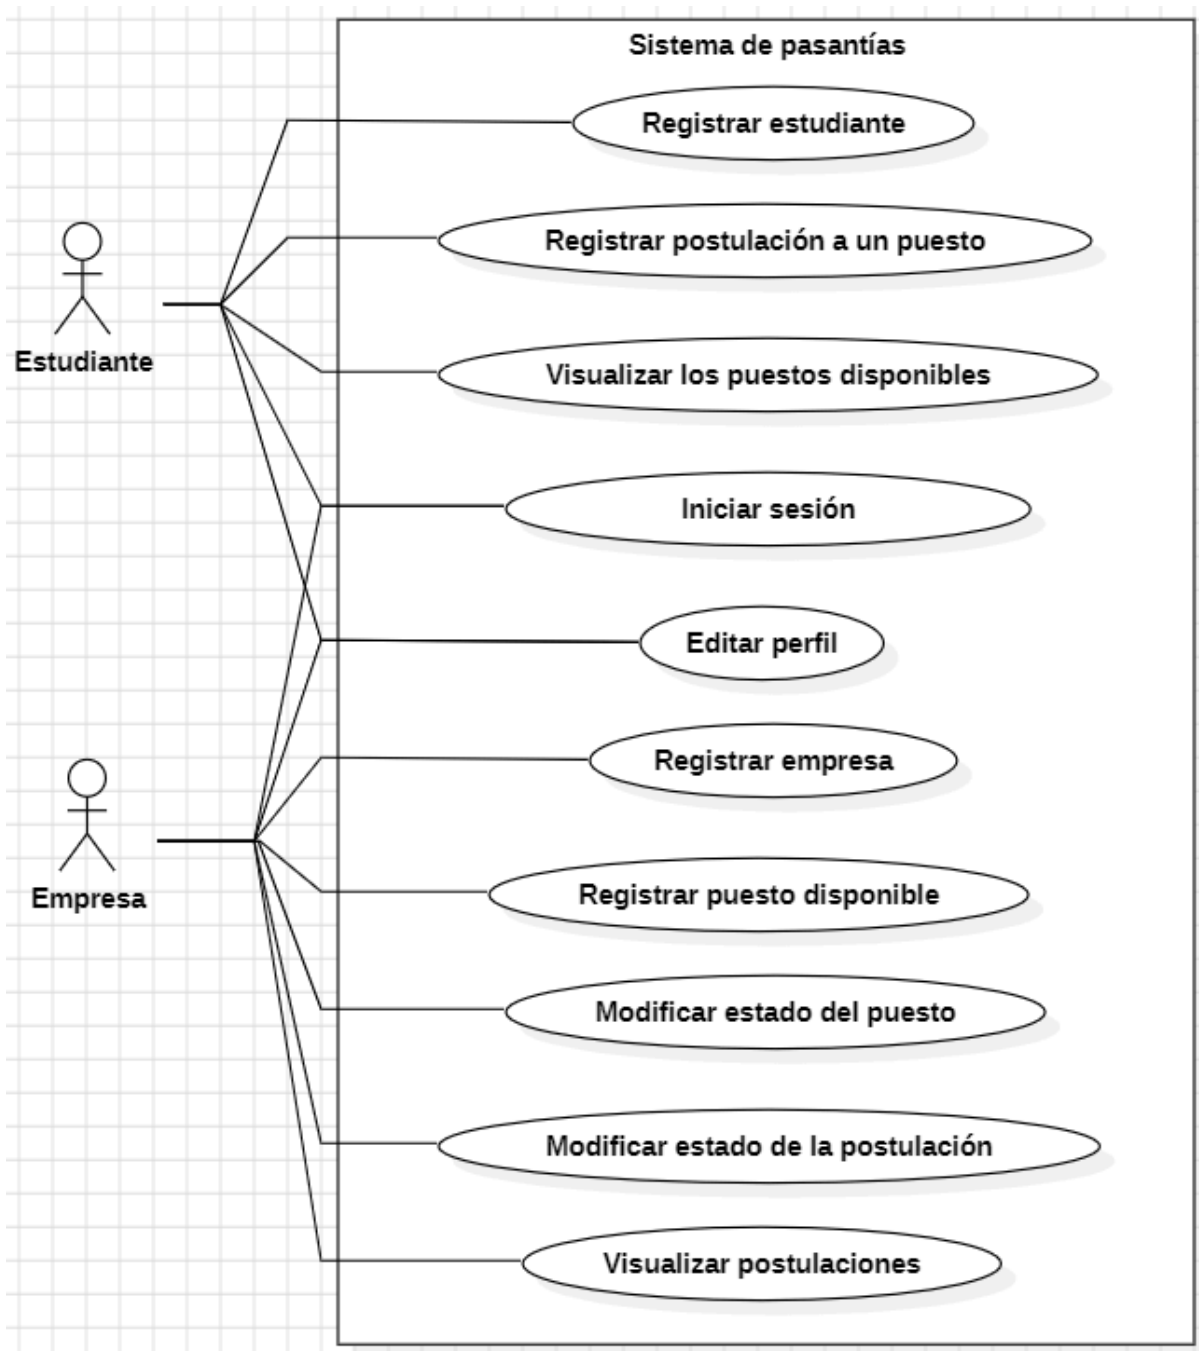 Sistema de pasantías
Registrar estudiante
Registrar postulación a un puesto
Estudiante
Visualizar los puestos disponibles
Iniciar sesión
Editar perfil
Registrar empresa
Empresa
Registrar puesto disponible
Modificar estado del puesto
Modificar estado de la postulación
Visualizar postulaciones